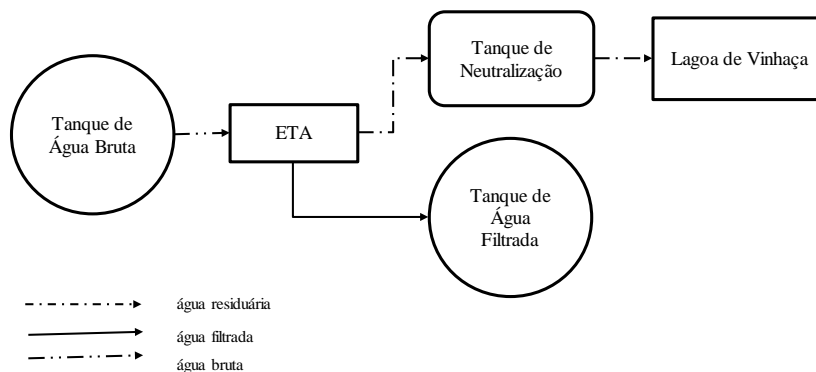 Tanque de
Neutralização
Lagoa de Vinhaça
Tanque de
Água Bruta
ETA
Tanque de
Água
Filtrada
água residuária
água filtrada
água bruta